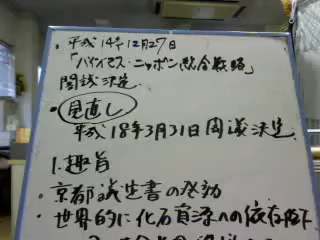 ・平成14年12月27日
「バイオマス・ニッポン総合戦略」
閣議決定
・見直し
平成18年3月31日閣議決定
1.趣旨
・京都議定書の発効
・世界的に化石資源への依存低下